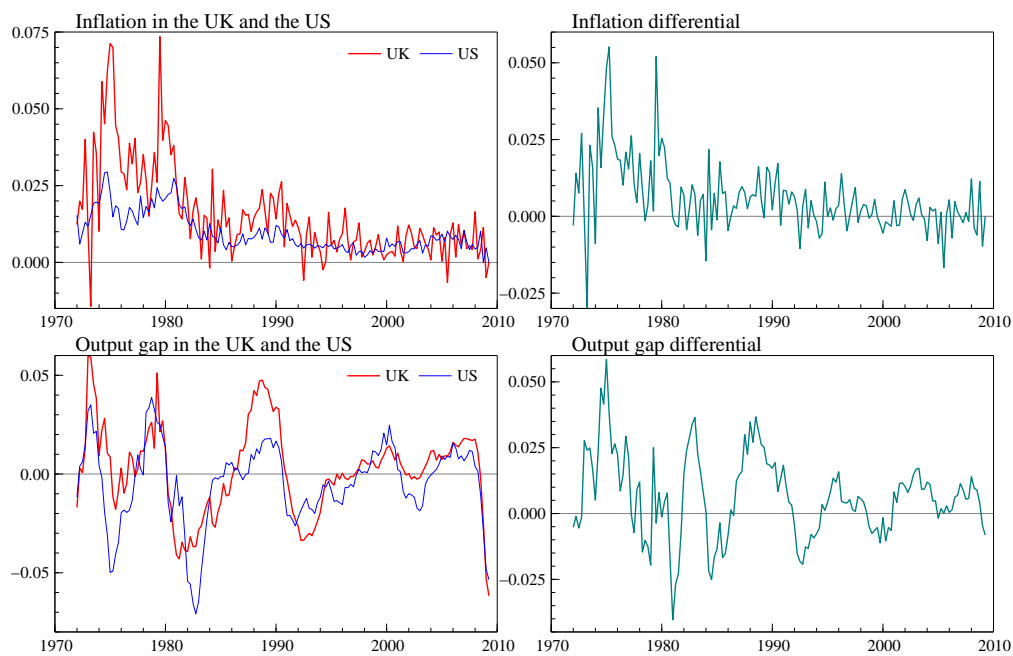 Inflation in the UK and the US
UK US
0.075
0.050
0.025
0.000
1970 1980 1990 2000 2010
Inflation differential
0.050
0.025
0.000
−0.025
1970 1980 1990 2000 2010
Output gap in the UK and the US
UK US
0.05
0.00
−0.05
1970 1980 1990 2000 2010
Output gap differential
0.050
0.025
0.000
−0.025
1970 1980 1990 2000 2010